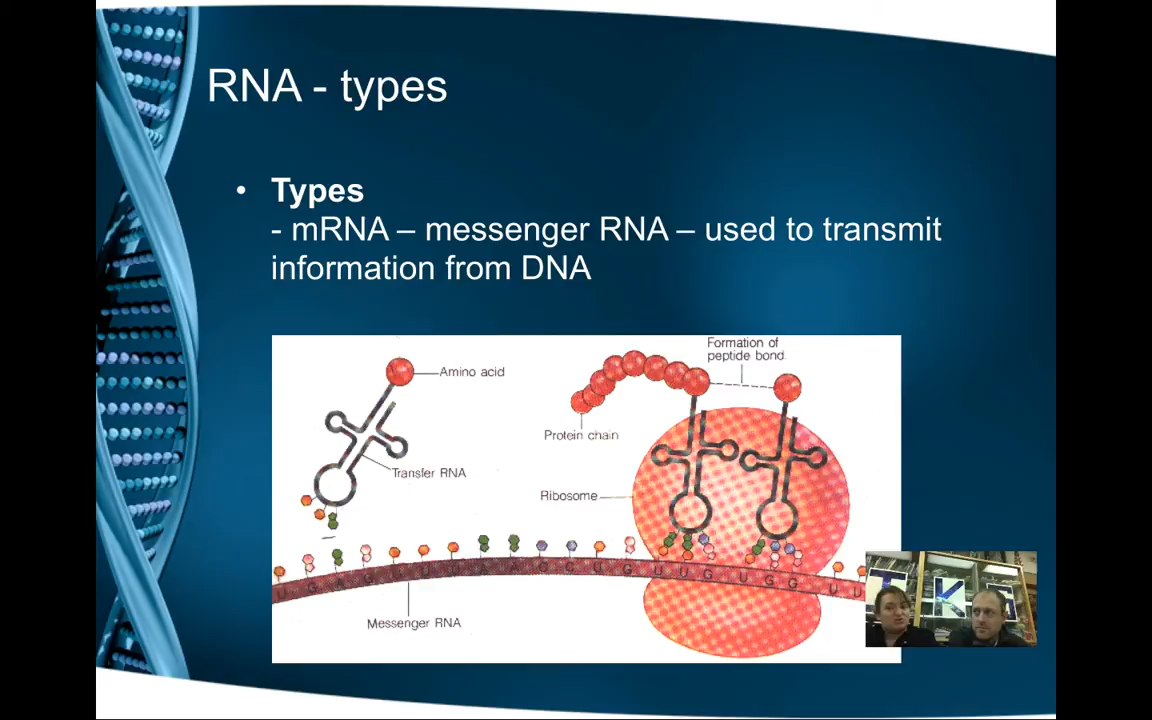 RNA - types
• Types
- mRNA – messenger RNA – used to transmit
information from DNA
Formation of
peptide bond
Amino acid
Protein chain
Transfer RNA
Ribosome
U G A G U U G A A C C U G U U G U G G U U
Messenger RNA
T K